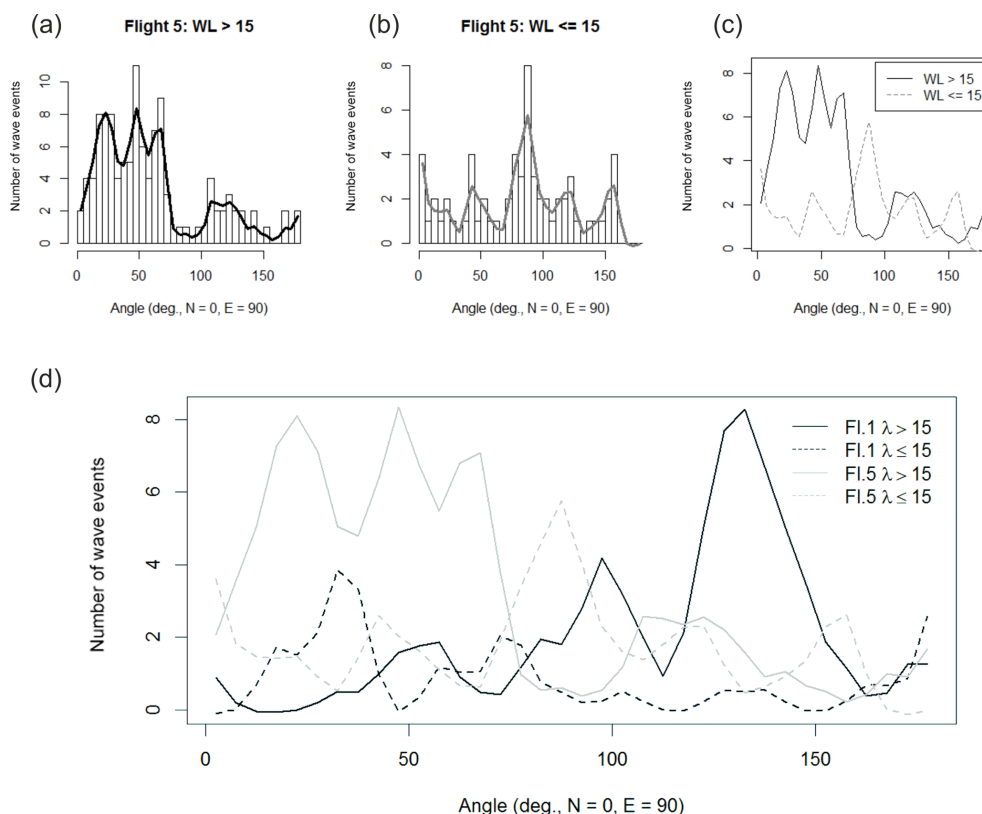 (a)
Flight 5: WL > 15
Number of wave events
0 2 4 6 8 10
0 50 100 150
Angle (deg., N = 0, E = 90)
(b)
Flight 5: WL <= 15
Number of wave events
0 2 4 6 8
0 50 100 150
Angle (deg., N = 0, E = 90)
(c)
WL > 15
WL <= 15
Number of wave events
0 2 4 6 8
0 50 100 150
Angle (deg., N = 0, E = 90)
(d)
Fl.1 λ > 15
Fl.1 λ ≤ 15
Fl.5 λ > 15
Fl.5 λ ≤ 15
Number of wave events
0 2 4 6 8
0 50 100 150
Angle (deg., N = 0, E = 90)